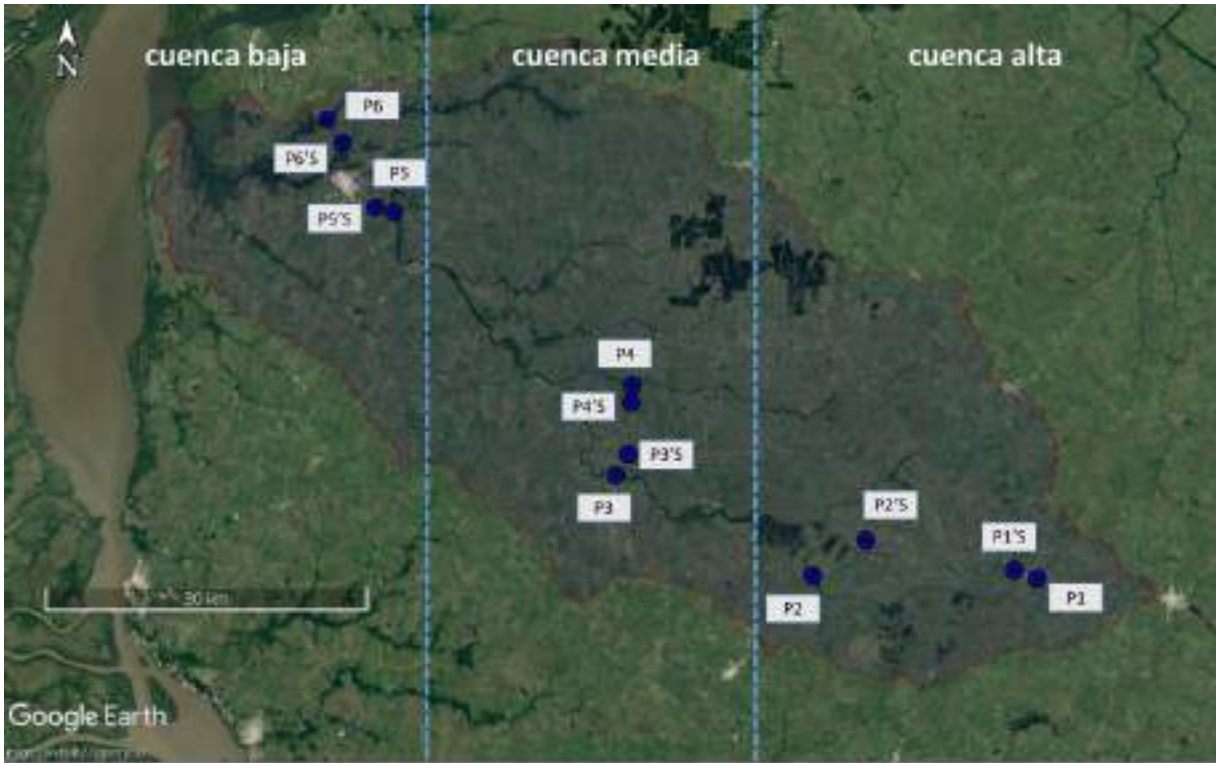 cuenca baja
cuenca media
cuenca alta
N
P6
P6'S
P5
P5'S
P4
P4'S
P3'S
P3
P2'S
P1'S
P2
P1
30 km
Google Earth